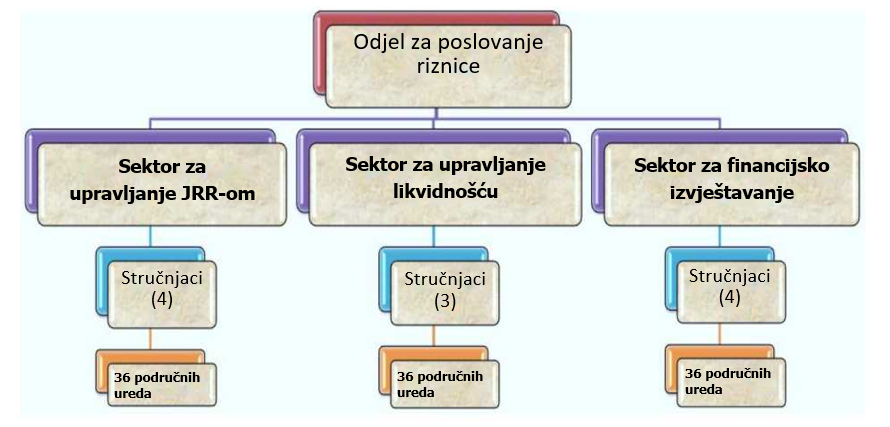 Odjel za poslovanje
riznice
Sektor za
upravljanje JRR-om
Sektor za upravljanje
likvidnošću
Sektor za financijsko
izvještavanje
Stručnjaci
(4)
Stručnjaci
(3)
Stručnjaci
(4)
36 područnih
ureda
36 područnih
ureda
36 područnih
ureda